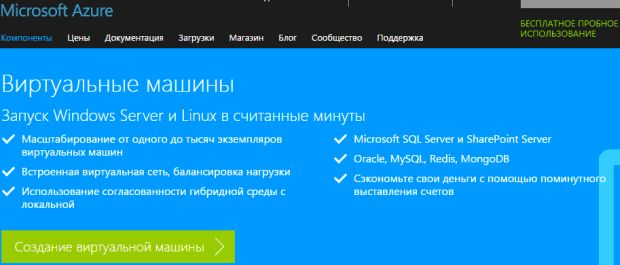 Microsoft Azure
БЕСПЛАТНОЕ ПРОБНОЕ
ИСПОЛЬЗОВАНИЕ
Компоненты Цены Документация Загрузки Магазин Блог Сообщество Поддержка
Виртуальные машины
Запуск Windows Server и Linux в считанные минуты
Масштабирование от одного до тысяч экземпляров
виртуальных машин
Встроенная виртуальная сеть, балансировка нагрузки
Использование согласованности гибридной среды с
локальной
Microsoft SQL Server и SharePoint Server
Oracle, MySQL, Redis, MongoDB
Сэкономьте свои деньги с помощью поминутного
выставления счетов
Создание виртуальной машины